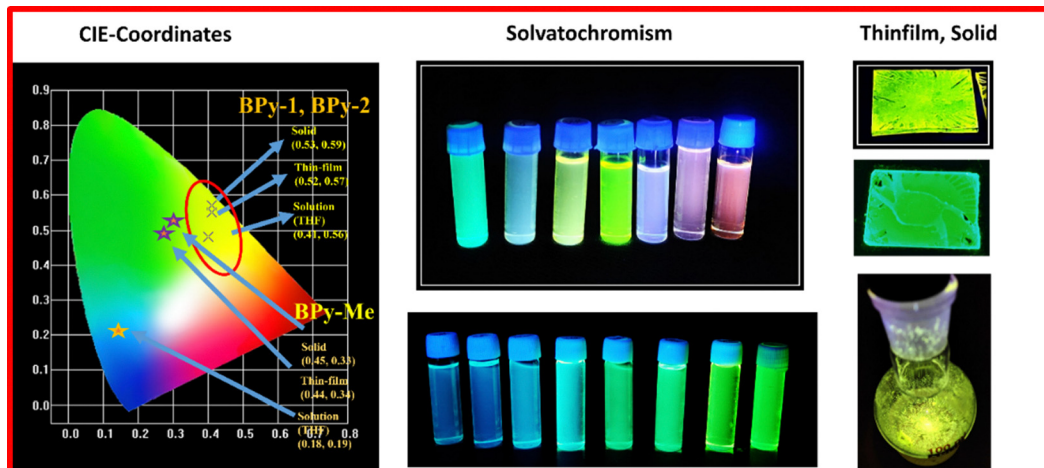 CIE-Coordinates
Solvatochromism
Thinfilm, Solid
BPy-1, BPy-2
Solid
(0.53, 0.59)
Thin-film
(0.52, 0.57)
Solution
(THF)
(0.41, 0.56)
BPy-Me
Solid
(0.45, 0.33)
Thin-film
(0.44, 0.34)
Solution
(THF)
(0.18, 0.19)
0.9
0.8
0.7
0.6
0.5
0.4
0.3
0.2
0.1
0.0
0.0 0.1 0.2 0.3 0.4 0.5 0.6 0.7 0.8